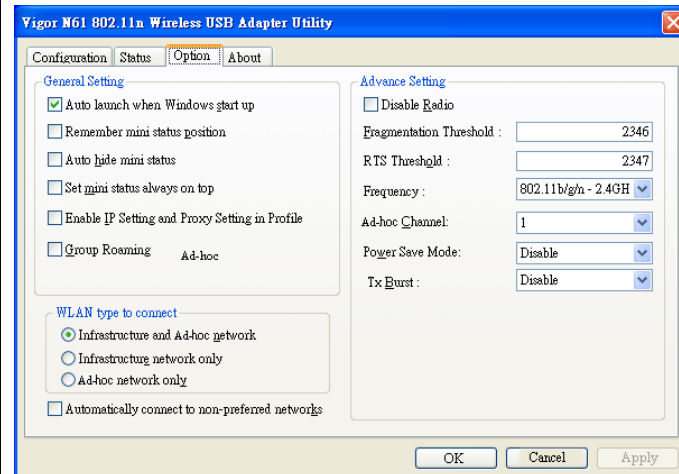 Vigor N61 802.11n Wireless USB Adapter Utility
Configuration Status Option About
General Setting
Auto launch when Windows start up
Remember mini status position
Auto hide mini status
Set mini status always on top
Enable IP Setting and Proxy Setting in Profile
Group Roaming Ad-hoc
WLAN type to connect
Infrastructure and Ad-hoc network
Infrastructure network only
Ad-hoc network only
Automatically connect to non-preferred networks
Advance Setting
Disable Radio
Fragmentation Threshold : 2346
RTS Threshold : 2347
Frequency : 802.11b/g/n - 2.4GH
Ad-hoc Channel: 1
Power Save Mode: Disable
Tx Burst : Disable
OK Cancel Apply